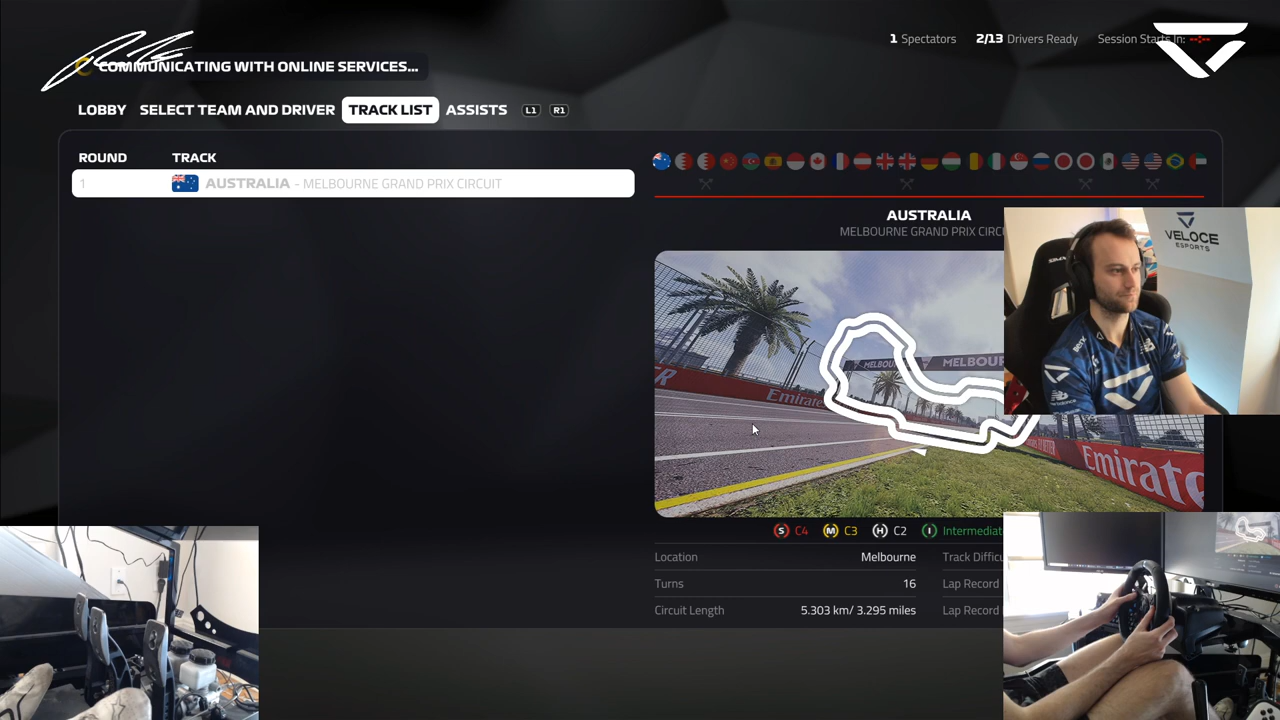 1 Spectators 2/13 Drivers Ready Session Starts In: --:--
COMMUNICATING WITH ONLINE SERVICES...
LOBBY SELECT TEAM AND DRIVER TRACK LIST ASSISTS L1 R1
ROUND TRACK
1 AUSTRALIA - MELBOURNE GRAND PRIX CIRCUIT
AUSTRALIA
MELBOURNE GRAND PRIX CIRCU
VELOCE
ESPORTS
MELBOU
MELBOUR
Emirate
Emirates
S C4 M C3 H C2 I Intermediat
Location Melbourne Track Difficu
Turns 16 Lap Record
Circuit Length 5.303 km/ 3.295 miles Lap Record